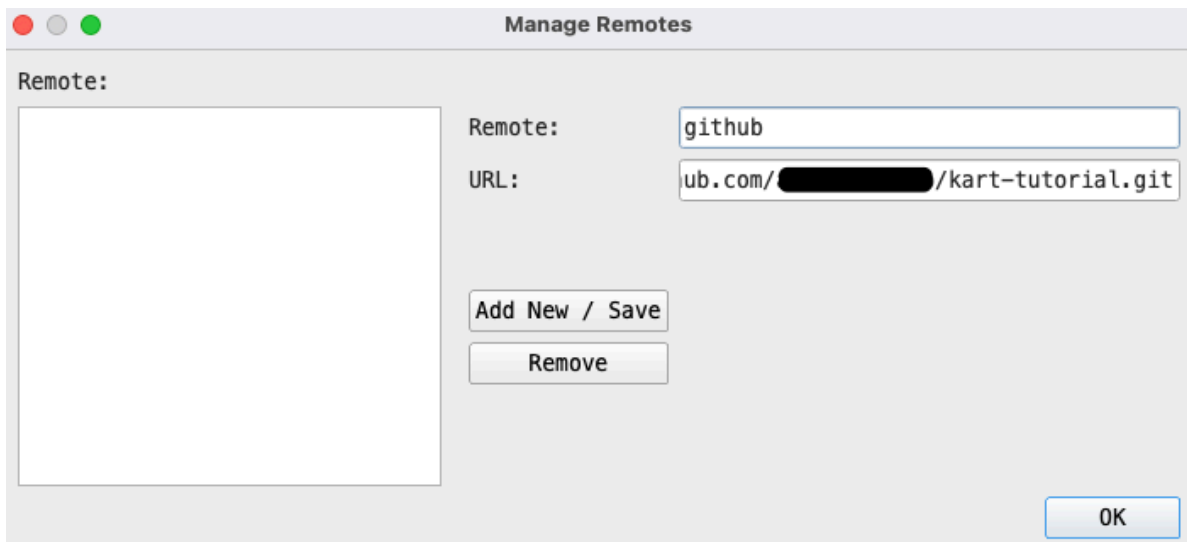 Manage Remotes
Remote:
Remote: github
URL: ub.com/ /kart-tutorial.git
Add New / Save
Remove
OK